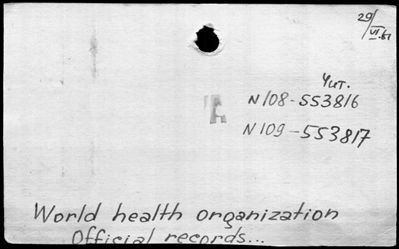 29/VI.61
Чит.
N 108-553816
N 109-553817
World health organization
Official records...